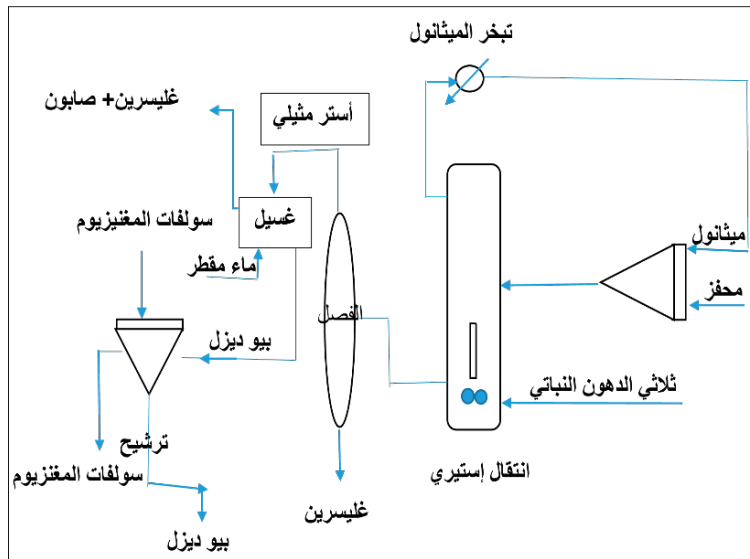 تبخر الميثانول
غليسرين+ صابون
أستر مثيلي
غسيل
سولفات المغنيزيوم
ماء مقطر
ميثانول
محفز
الفصل
بيو ديزل
ثلاثي الدهون النباتي
ترشيح
سولفات المغنزيوم
انتقال إستيري
غليسرين
بيو ديزل